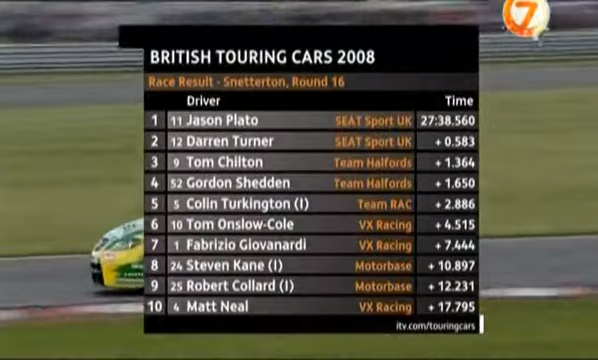 7
BRITISH TOURING CARS 2008
Race Result - Snetterton, Round 16
Driver Time
1 11 Jason Plato SEAT Sport UK 27:38.560
2 12 Darren Turner SEAT Sport UK + 0.583
3 9 Tom Chilton Team Halfords + 1.364
4 52 Gordon Shedden Team Halfords + 1.650
5 5 Colin Turkington (I) Team RAC + 2.886
6 10 Tom Onslow-Cole VX Racing + 4.515
7 1 Fabrizio Giovanardi VX Racing + 7.444
8 24 Steven Kane (I) Motorbase + 10.897
9 25 Robert Collard (I) Motorbase + 12.231
10 4 Matt Neal VX Racing + 17.795
itv.com/touringcars